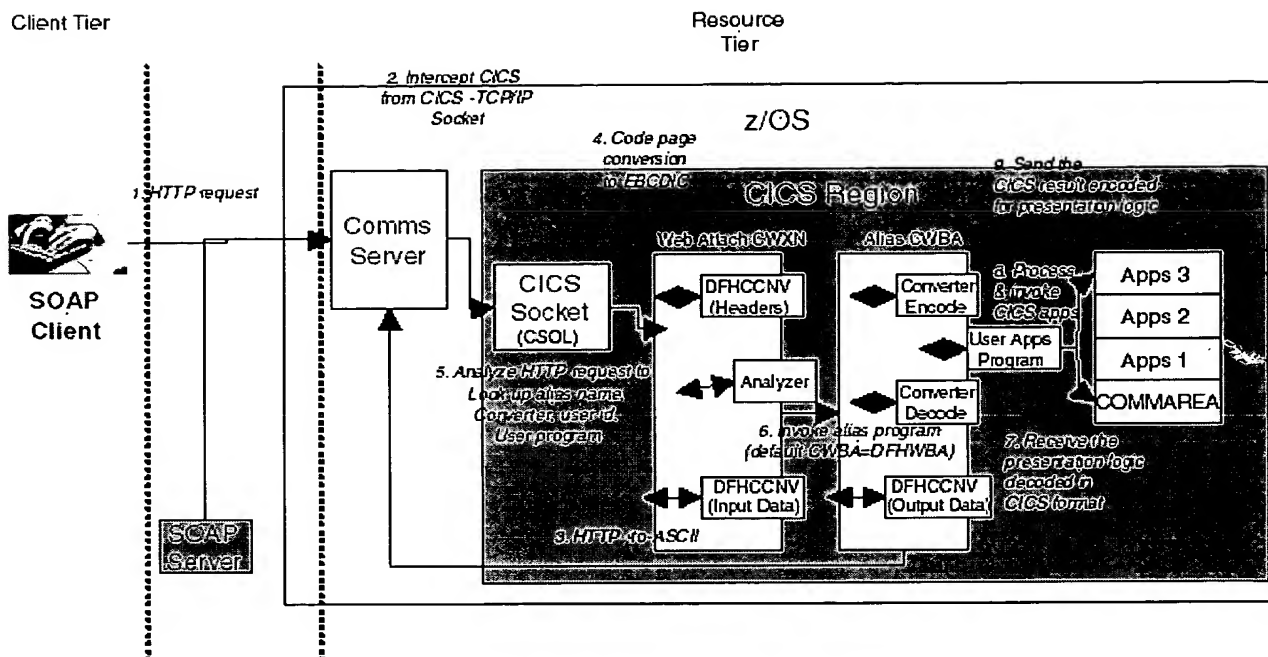 Client Tier
Resource
Tier
2. Intercept CICS
from CICS -TCP/IP
Socket
z/OS
4. Code page
conversion
to EBCDIC
9. Send the
CICS result encoded
for presentation logic
1. HTTP request
CICS Region
Comms
Server
Web Attach CWXN
Alias CWBA
SOAP
Client
CICS
Socket
(CSOL)
DFHCCNV
(Headers)
Converter
Encode
8. Process
& invoke
CICS apps
Apps 3
Apps 2
Apps 1
COMMAREA
User Apps
Program
5. Analyze HTTP request to
Look up alias name,
Converter, user-id,
User program
Analyzer
Converter
Decode
6. Invoke alias program
(default CWBA=DFHWBA)
7. Receive the
presentation logic
decoded in
CICS format
DFHCCNV
(Input Data)
DFHCCNV
(Output Data)
3. HTTP-to-ASCII
SOAP
Server